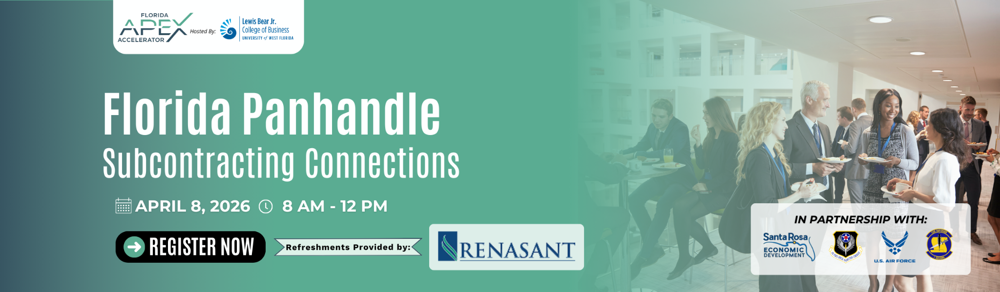 FLORIDA
APEX
ACCELERATOR
Hosted By:
Lewis Bear Jr.
College of Business
UNIVERSITY of WEST FLORIDA
Florida Panhandle
Subcontracting Connections
APRIL 8, 2026 8 AM - 12 PM
REGISTER NOW
Refreshments Provided by:
RENASANT
IN PARTNERSHIP WITH:
Santa Rosa
ECONOMIC
DEVELOPMENT
U.S. AIR FORCE